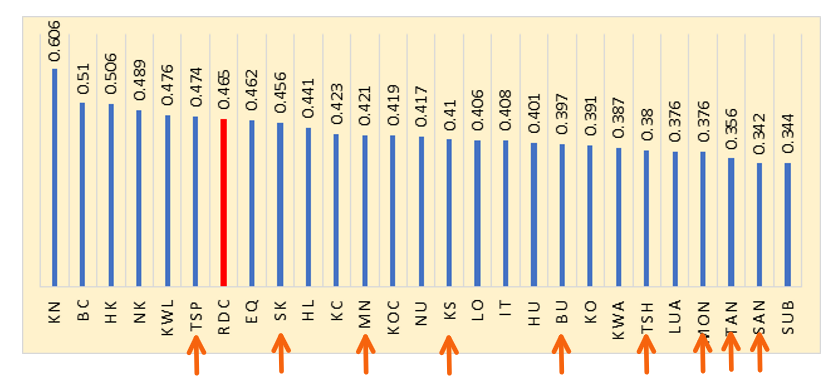 0.606
0.51
0.506
0.489
0.476
0.474
0.465
0.462
0.456
0.441
0.423
0.421
0.419
0.417
0.41
0.406
0.408
0.401
0.397
0.391
0.387
0.38
0.376
0.376
0.356
0.342
0.344
KN
BC
HK
NK
KWL
TSP
RDC
EQ
SK
HL
KC
MN
KOC
NU
KS
LO
IT
HU
BU
KO
KWA
TSH
LUA
MON
TAN
SAN
SUB